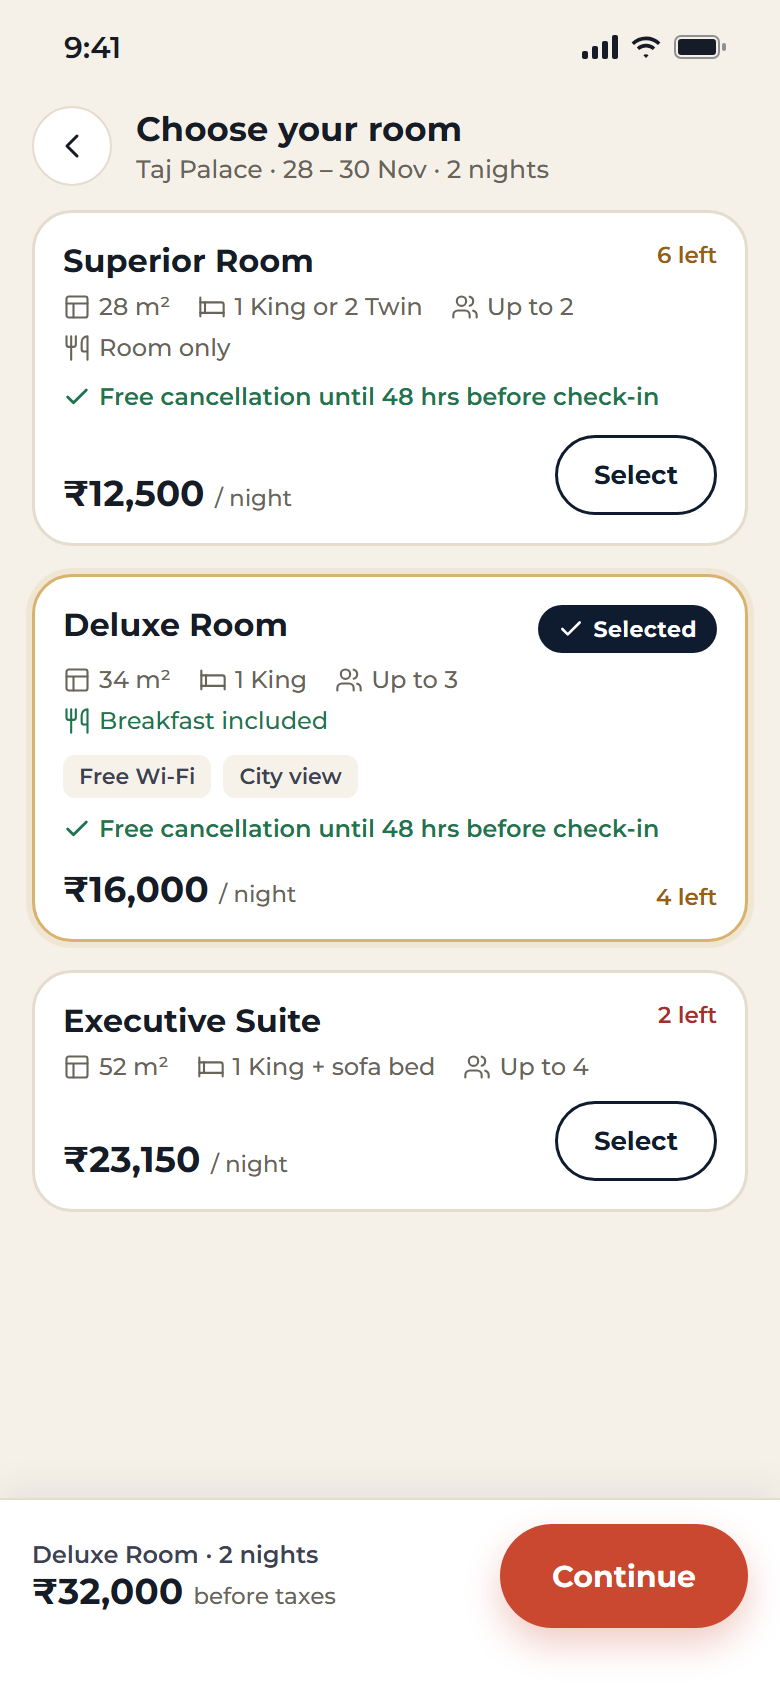 9:41
Choose your room
Taj Palace · 28 – 30 Nov · 2 nights
Superior Room
6 left
28 m² 1 King or 2 Twin Up to 2
Room only
Free cancellation until 48 hrs before check-in
₹12,500 / night
Select
Deluxe Room
Selected
34 m² 1 King Up to 3
Breakfast included
Free Wi-Fi City view
Free cancellation until 48 hrs before check-in
₹16,000 / night
4 left
Executive Suite
2 left
52 m² 1 King + sofa bed Up to 4
₹23,150 / night
Select
Deluxe Room · 2 nights
₹32,000 before taxes
Continue